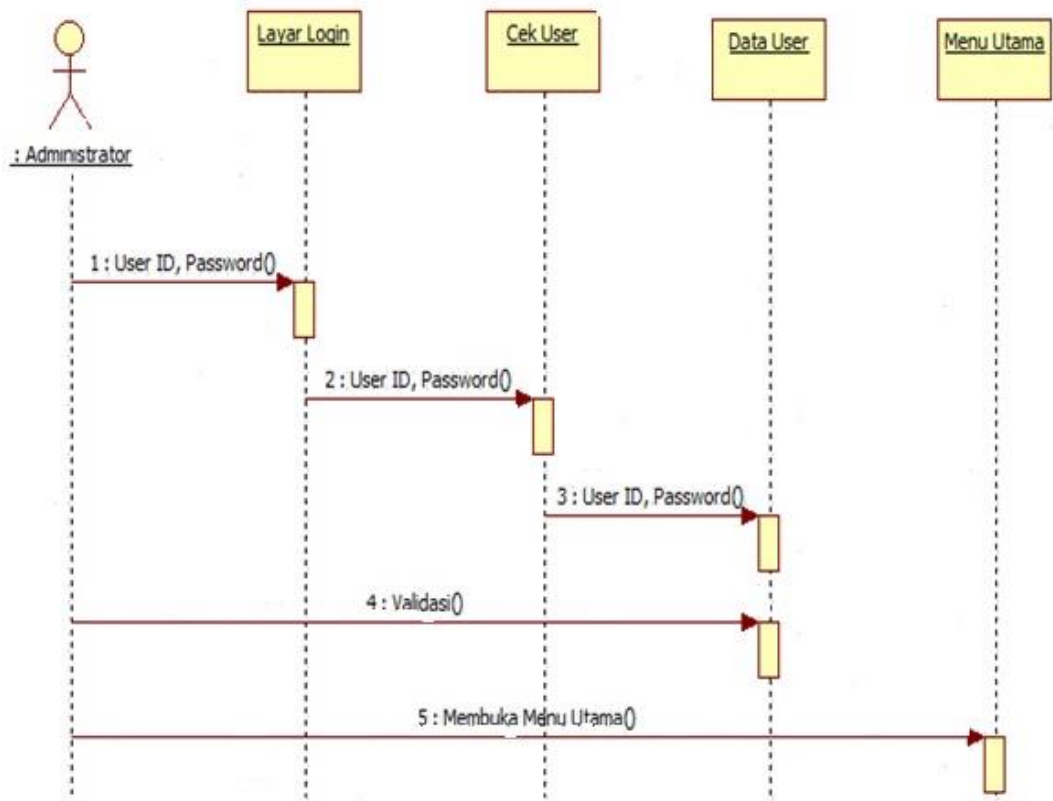 Layar Login
Cek User
Data User
Menu Utama
: Administrator
1 : User ID, Password()
2 : User ID, Password()
3 : User ID, Password()
4 : Validasi()
5 : Membuka Menu Utama()